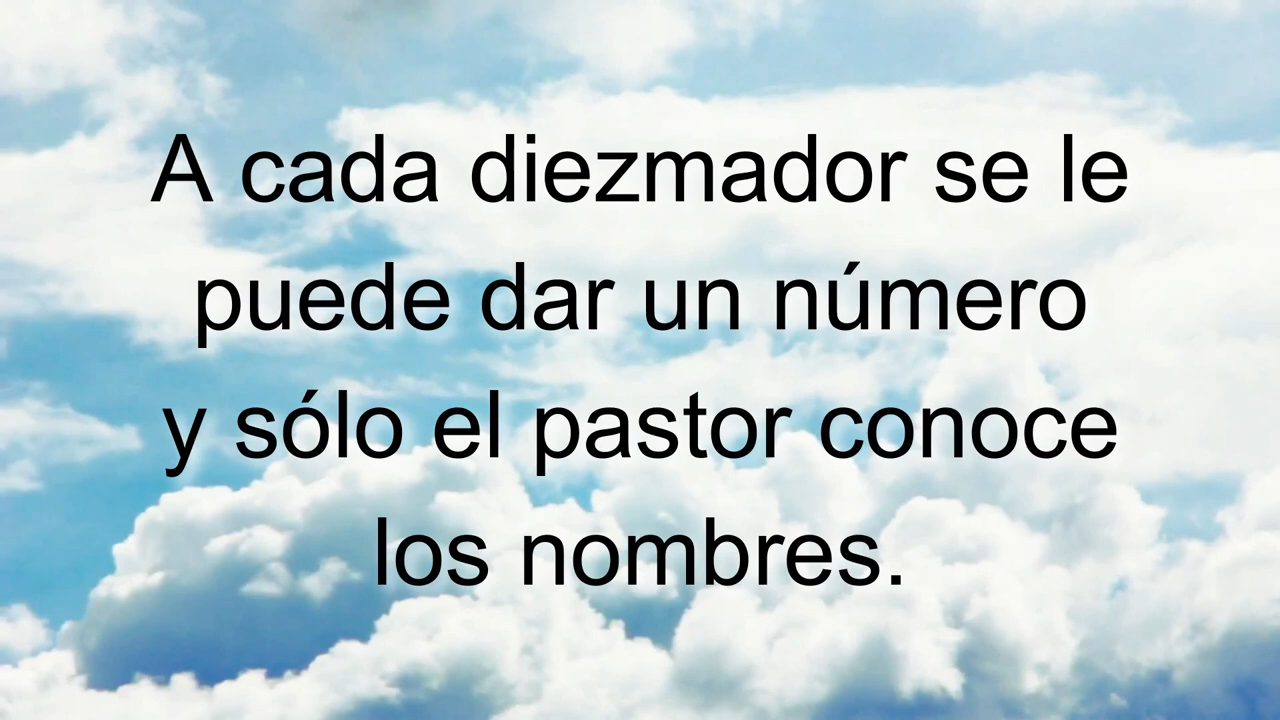 A cada diezmador se le
puede dar un número
y sólo el pastor conoce
los nombres.